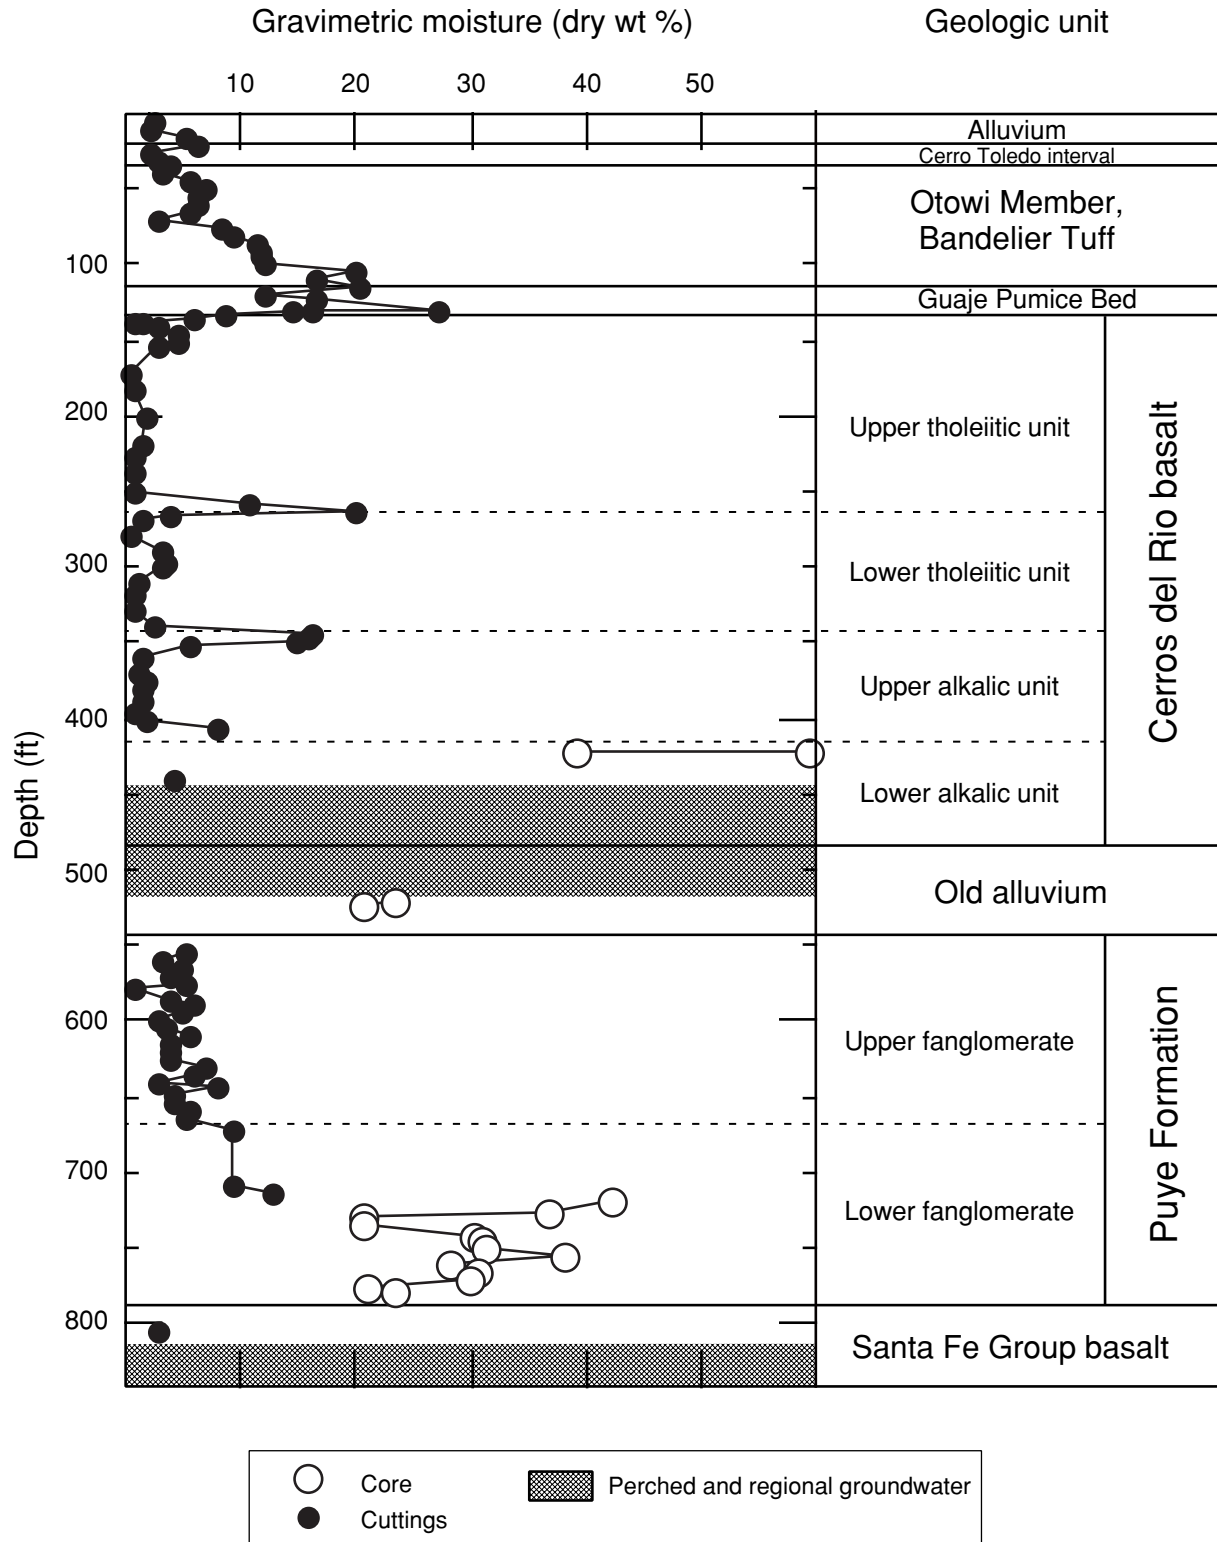 Gravimetric moisture (dry wt %)
Geologic unit
10 20 30 40 50
Alluvium
Cerro Toledo interval
Otowi Member,
Bandelier Tuff
100
Guaje Pumice Bed
200
Upper tholeiitic unit
300
Lower tholeiitic unit
Upper alkalic unit
400
Lower alkalic unit
Cerros del Rio basalt
Depth (ft)
500
Old alluvium
600
Upper fanglomerate
700
Lower fanglomerate
Puye Formation
800
Santa Fe Group basalt
Core
Perched and regional groundwater
Cuttings